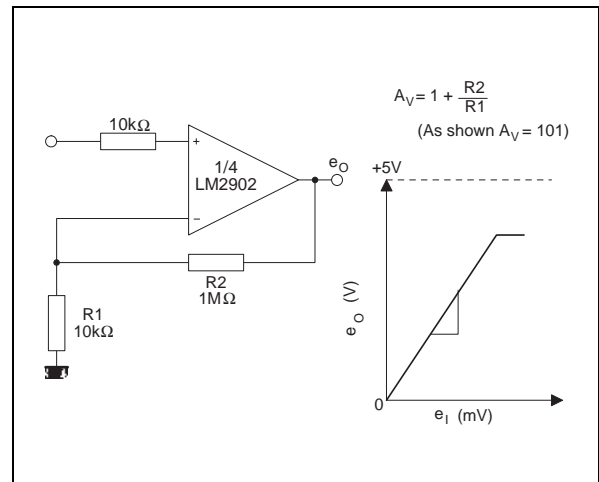 A_V = 1 + R2/R1
(As shown A_V = 101)
10kΩ
+
1/4
LM2902
−
e_O
R2
1MΩ
R1
10kΩ
+5V
e_O (V)
0
e_I (mV)